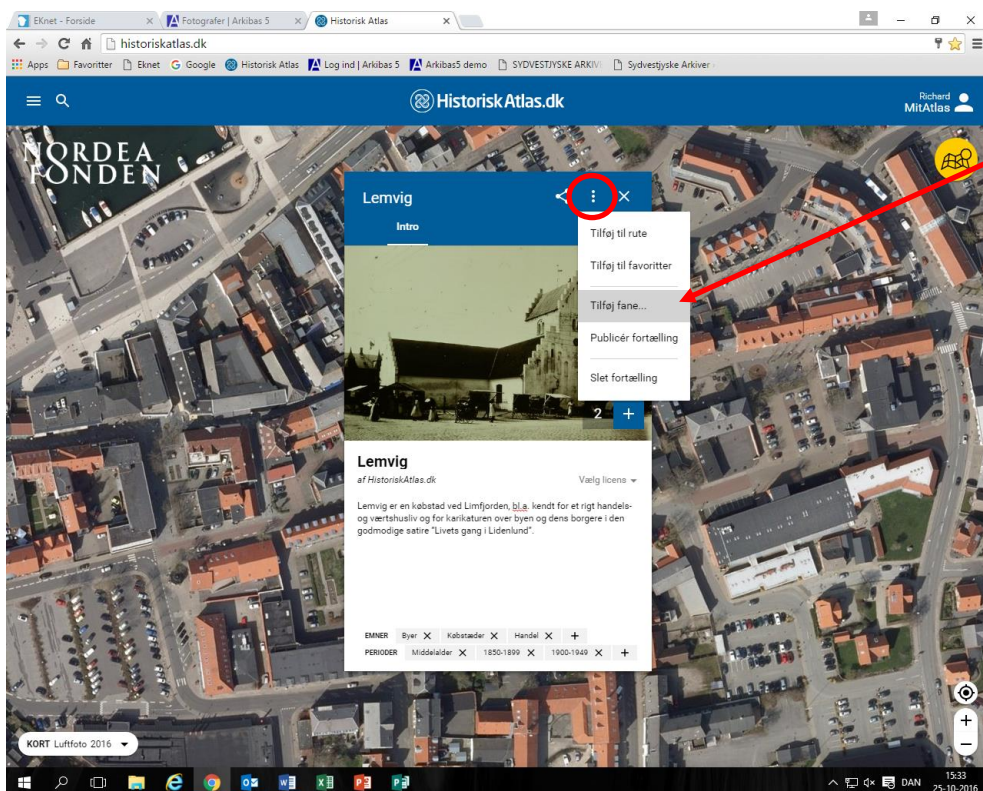 EKnet - Forside
Fotografer | Arkibas 5
Historisk Atlas
historiskatlas.dk
Apps Favoritter Eknet Google Historisk Atlas Log ind | Arkibas 5 Arkibas5 demo SYDVESTJYSKE ARKIV Sydvestjyske Arkiver
HistoriskAtlas.dk
Richard
MitAtlas
NORDEA
FONDEN
Lemvig
Intro
Tilføj til rute
Tilføj til favoritter
Tilføj fane...
Publicér fortælling
Slet fortælling
2 +
Lemvig
af HistoriskAtlas.dk
Vælg licens
Lemvig er en købstad ved Limfjorden, bl.a. kendt for et rigt handels-
og værtshusliv og for karikaturen over byen og dens borgere i den
godmodige satire "Livets gang i Lidenlund".
EMNER Byer X Købstæder X Handel X +
PERIODER Middelalder X 1850-1899 X 1900-1949 X +
KORT Luftfoto 2016
DAN
15:33
25-10-2016